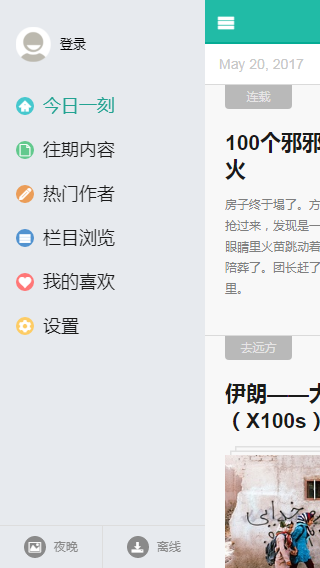 登录
今日一刻
往期内容
热门作者
栏目浏览
我的喜欢
设置
夜晚
离线
May 20, 2017
连载
100个邪邪
火
房子终于塌了。方
抢过来，发现是一
眼睛里火苗跳动着
陪葬了。团长赶了
里。
去远方
伊朗——大
（X100s）